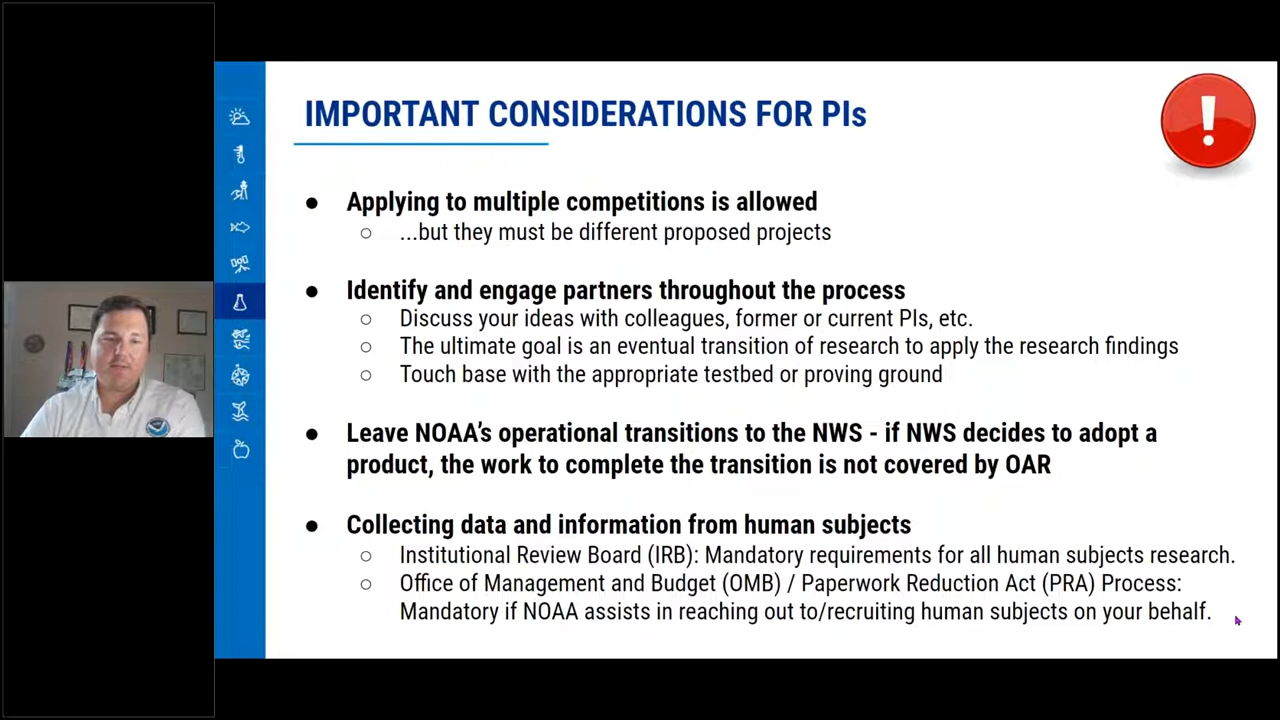 IMPORTANT CONSIDERATIONS FOR PIs
● Applying to multiple competitions is allowed
○ ...but they must be different proposed projects
● Identify and engage partners throughout the process
○ Discuss your ideas with colleagues, former or current PIs, etc.
○ The ultimate goal is an eventual transition of research to apply the research findings
○ Touch base with the appropriate testbed or proving ground
● Leave NOAA's operational transitions to the NWS - if NWS decides to adopt a
product, the work to complete the transition is not covered by OAR
● Collecting data and information from human subjects
○ Institutional Review Board (IRB): Mandatory requirements for all human subjects research.
○ Office of Management and Budget (OMB) / Paperwork Reduction Act (PRA) Process:
Mandatory if NOAA assists in reaching out to/recruiting human subjects on your behalf.